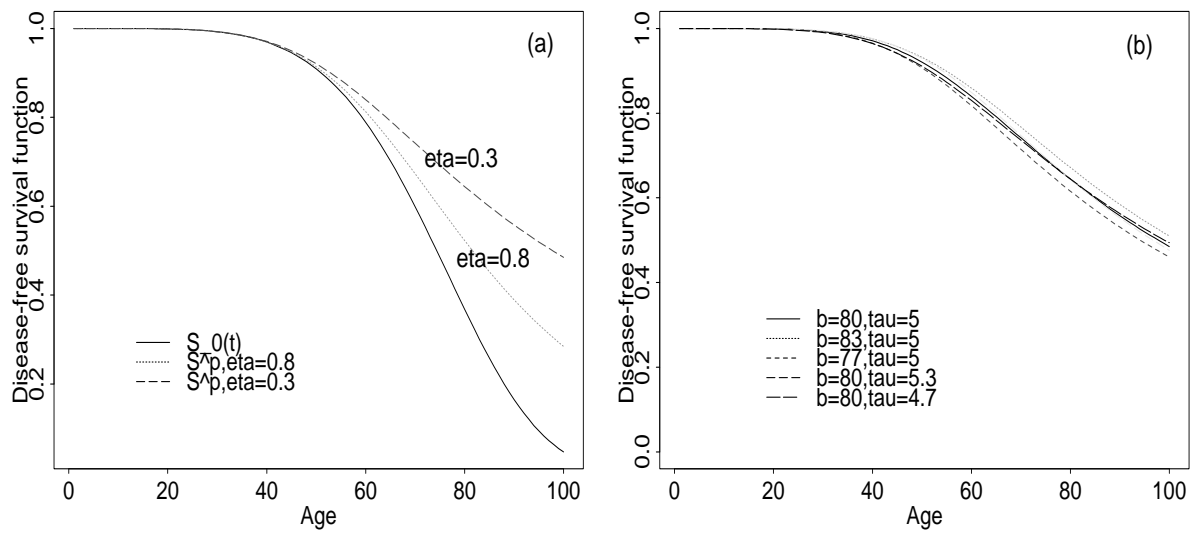 (a)
Disease-free survival function
1.0
0.8
0.6
0.4
0.2
eta=0.3
eta=0.8
S_0(t)
S^p,eta=0.8
S^p,eta=0.3
0 20 40 60 80 100
Age
(b)
Disease-free survival function
1.0
0.8
0.6
0.4
0.2
0.0
b=80,tau=5
b=83,tau=5
b=77,tau=5
b=80,tau=5.3
b=80,tau=4.7
0 20 40 60 80 100
Age